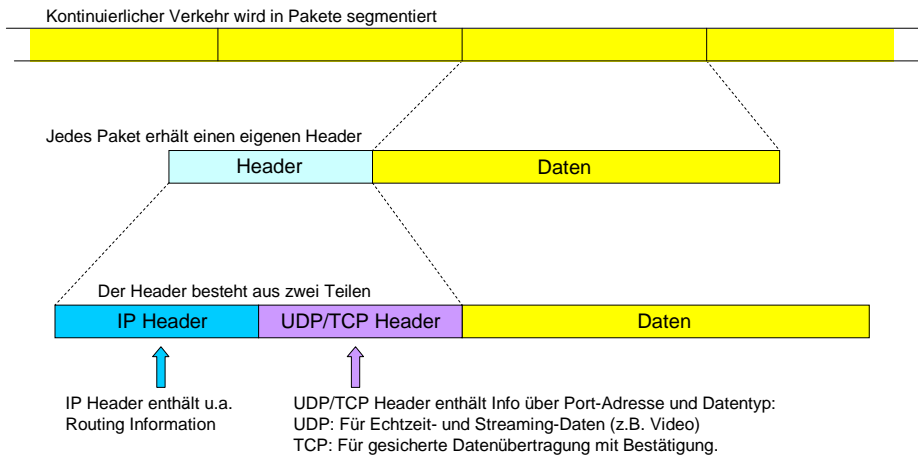 Kontinuierlicher Verkehr wird in Pakete segmentiert
Jedes Paket erhält einen eigenen Header
Header
Daten
Der Header besteht aus zwei Teilen
IP Header
UDP/TCP Header
Daten
IP Header enthält u.a.
Routing Information
UDP/TCP Header enthält Info über Port-Adresse und Datentyp:
UDP: Für Echtzeit- und Streaming-Daten (z.B. Video)
TCP: Für gesicherte Datenübertragung mit Bestätigung.